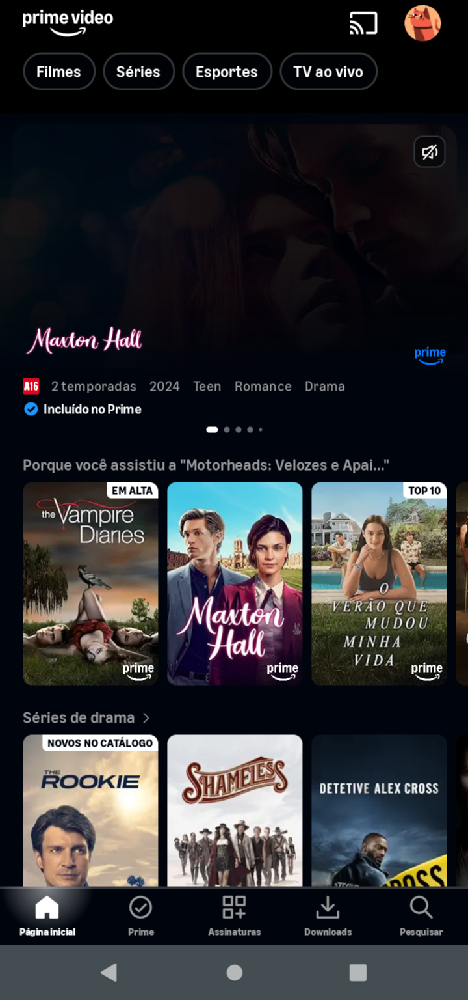 prime video
Filmes Séries Esportes TV ao vivo
Maxton Hall
prime
A16 2 temporadas 2024 Teen Romance Drama
Incluído no Prime
Porque você assistiu a "Motorheads: Velozes e Apai..."
EM ALTA
the Vampire
Diaries
prime
Maxton
Hall
prime
TOP 10
O
VERÃO QUE
MUDOU
MINHA
VIDA
prime
Séries de drama
NOVOS NO CATÁLOGO
THE
ROOKIE
SHAMELESS
DETETIVE ALEX CROSS
CROSS
Página inicial Prime Assinaturas Downloads Pesquisar